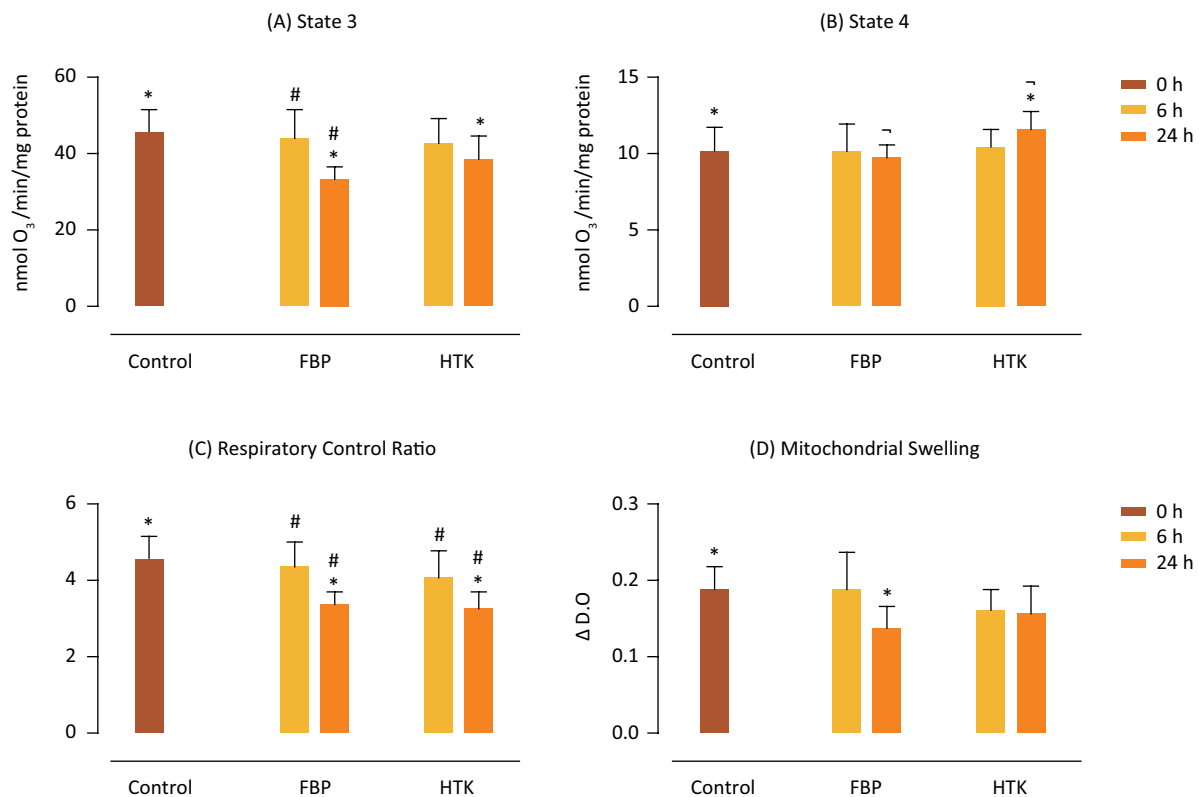 (A) State 3
nmol O3 /min/mg protein
60
40
20
0
*
#
#
*
*
Control FBP HTK
(B) State 4
nmol O3 /min/mg protein
15
10
5
0
*
¬
¬
*
Control FBP HTK
0 h
6 h
24 h
(C) Respiratory Control Ratio
6
4
2
0
*
#
#
*
#
#
*
Control FBP HTK
(D) Mitochondrial Swelling
Δ D.O
0.3
0.2
0.1
0.0
*
*
Control FBP HTK
0 h
6 h
24 h